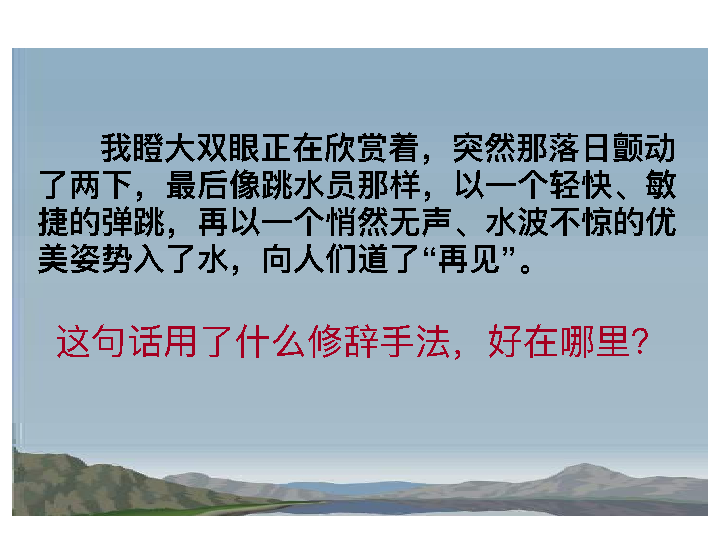 我瞪大双眼正在欣赏着，突然那落日颤动
了两下，最后像跳水员那样，以一个轻快、敏
捷的弹跳，再以一个悄然无声、水波不惊的优
美姿势入了水，向人们道了“再见”。
这句话用了什么修辞手法，好在哪里？